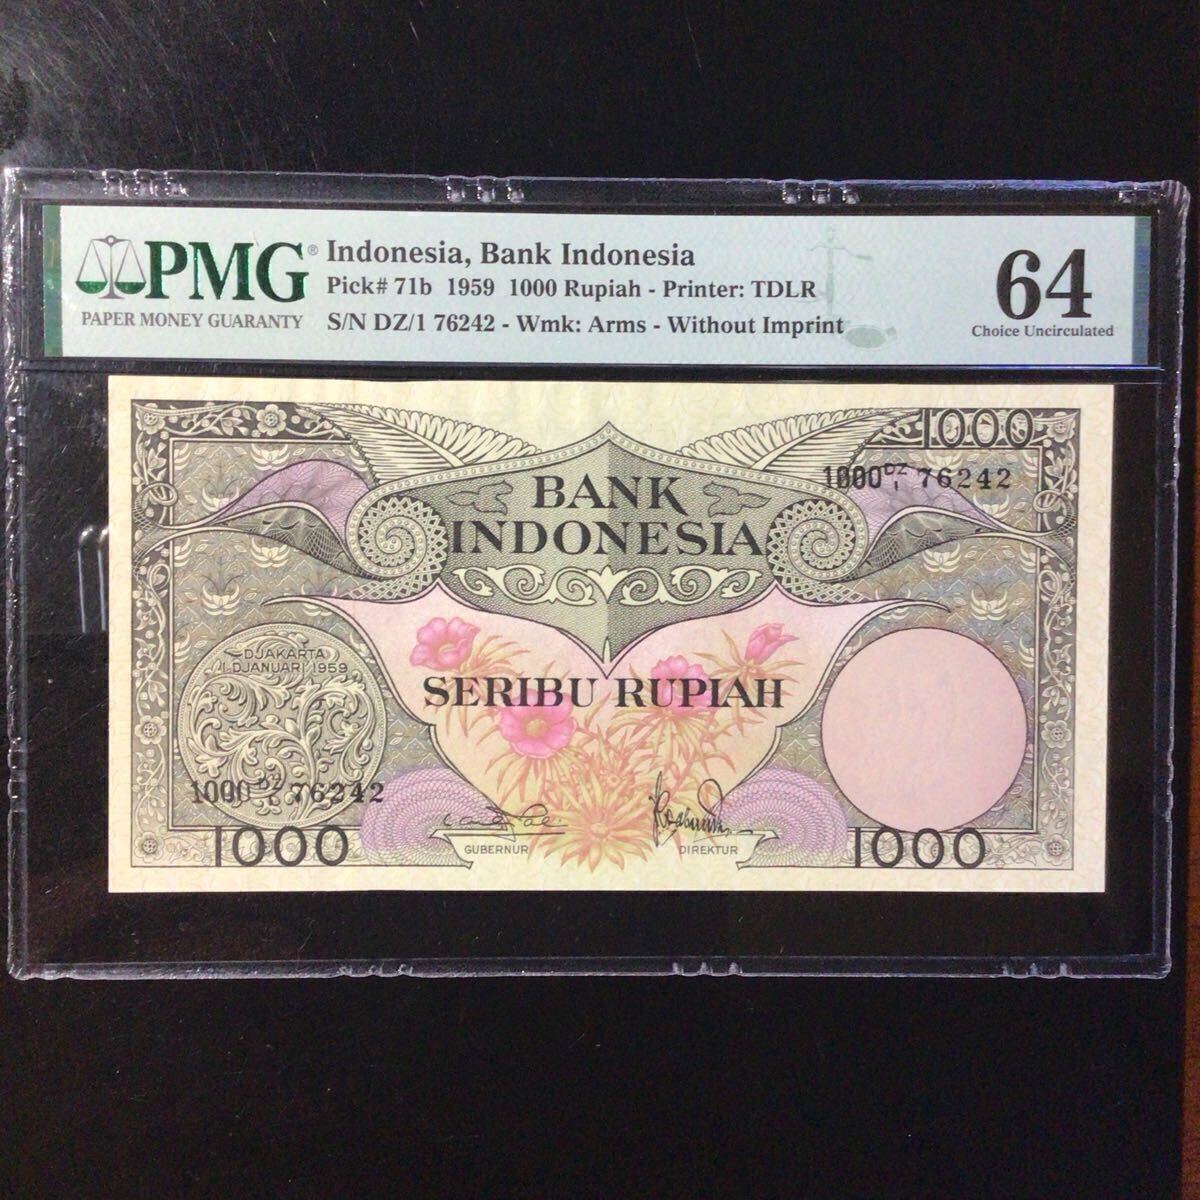 PMG®
PAPER MONEY GUARANTY
Indonesia, Bank Indonesia
Pick# 71b 1959 1000 Rupiah - Printer: TDLR
S/N DZ/1 76242 - Wmk: Arms - Without Imprint
64
Choice Uncirculated
1000
1000 DZ/1 76242
BANK
INDONESIA
DJAKARTA
1 DJANUARI 1959
SERIBU RUPIAH
1000 DZ/1 76242
1000
GUBERNUR
DIREKTUR
1000